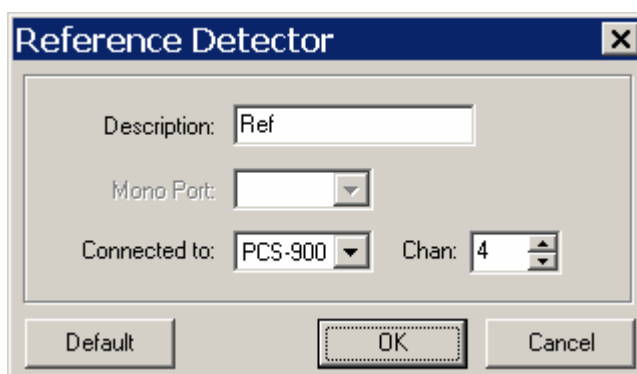 Reference Detector
Description: Ref
Mono Port:
Connected to: PCS-900 Chan: 4
Default OK Cancel